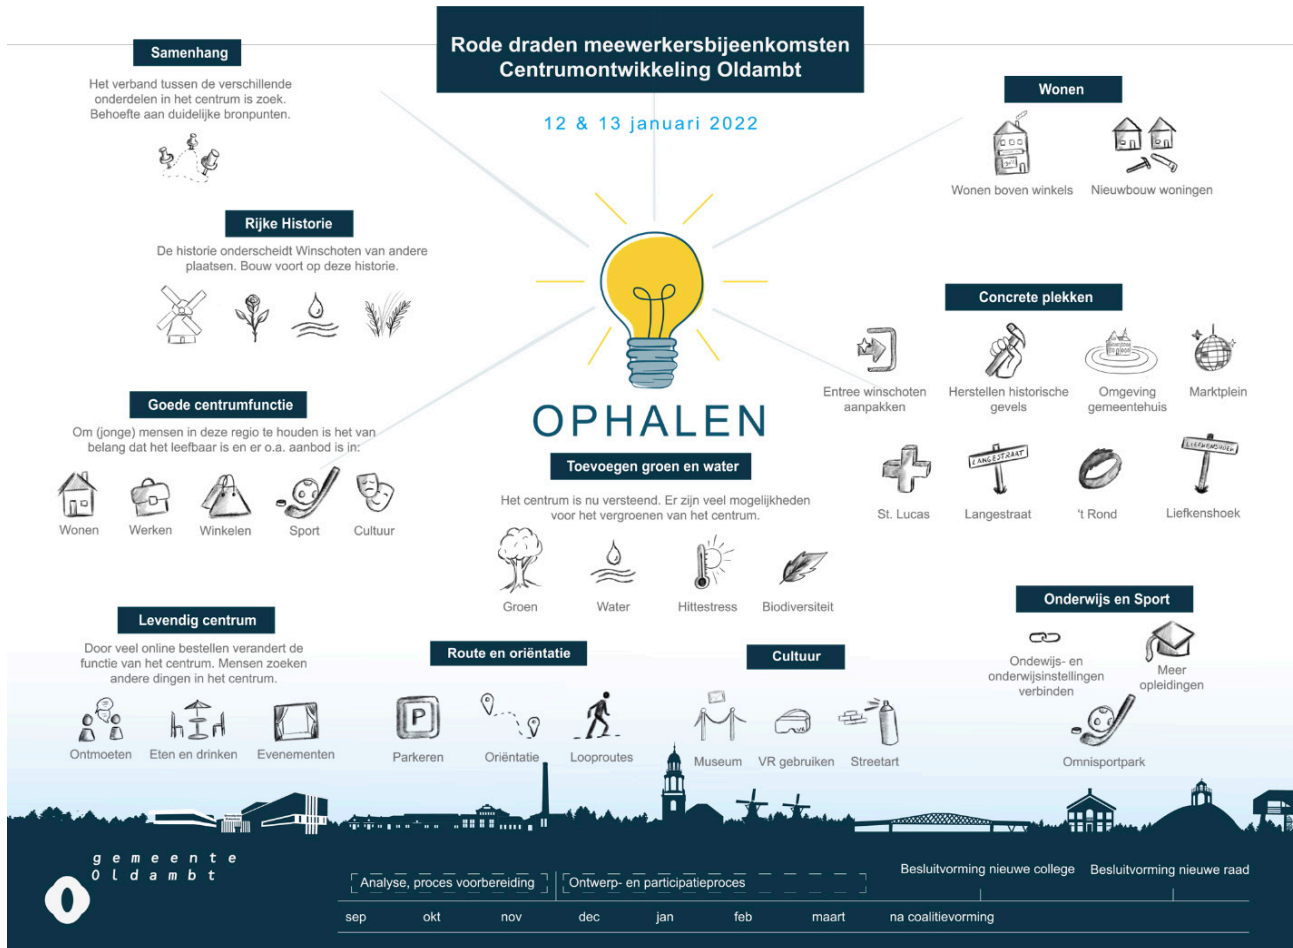 Rode draden meewerkersbijeenkomsten
Centrumontwikkeling Oldambt
12 & 13 januari 2022
Samenhang
Het verband tussen de verschillende
onderdelen in het centrum is zoek.
Behoefte aan duidelijke bronpunten.
Rijke Historie
De historie onderscheidt Winschoten van andere
plaatsen. Bouw voort op deze historie.
Goede centrumfunctie
Om (jonge) mensen in deze regio te houden is het van
belang dat het leefbaar is en er o.a. aanbod is in:
Wonen
Werken
Winkelen
Sport
Cultuur
Levendig centrum
Door veel online bestellen verandert de
functie van het centrum. Mensen zoeken
andere dingen in het centrum.
Ontmoeten
Eten en drinken
Evenementen
OPHALEN
Toevoegen groen en water
Het centrum is nu versteend. Er zijn veel mogelijkheden
voor het vergroenen van het centrum.
Groen
Water
Hittestress
Biodiversiteit
Route en oriëntatie
P
Parkeren
Oriëntatie
Looproutes
Cultuur
Museum
VR gebruiken
Streetart
Wonen
Wonen boven winkels
Nieuwbouw woningen
Concrete plekken
Entree winschoten
aanpakken
Herstellen historische
gevels
Omgeving
gemeentehuis
Marktplein
LANGESTRAAT
LIEFKENSHOEK
St. Lucas
Langestraat
't Rond
Liefkenshoek
Onderwijs en Sport
Ondewijs- en
onderwijsinstellingen
verbinden
Meer
opleidingen
Omnisportpark
gemeente
Oldambt
Analyse, proces voorbereiding
Ontwerp- en participatieproces
Besluitvorming nieuwe college
Besluitvorming nieuwe raad
sep
okt
nov
dec
jan
feb
maart
na coalitievorming